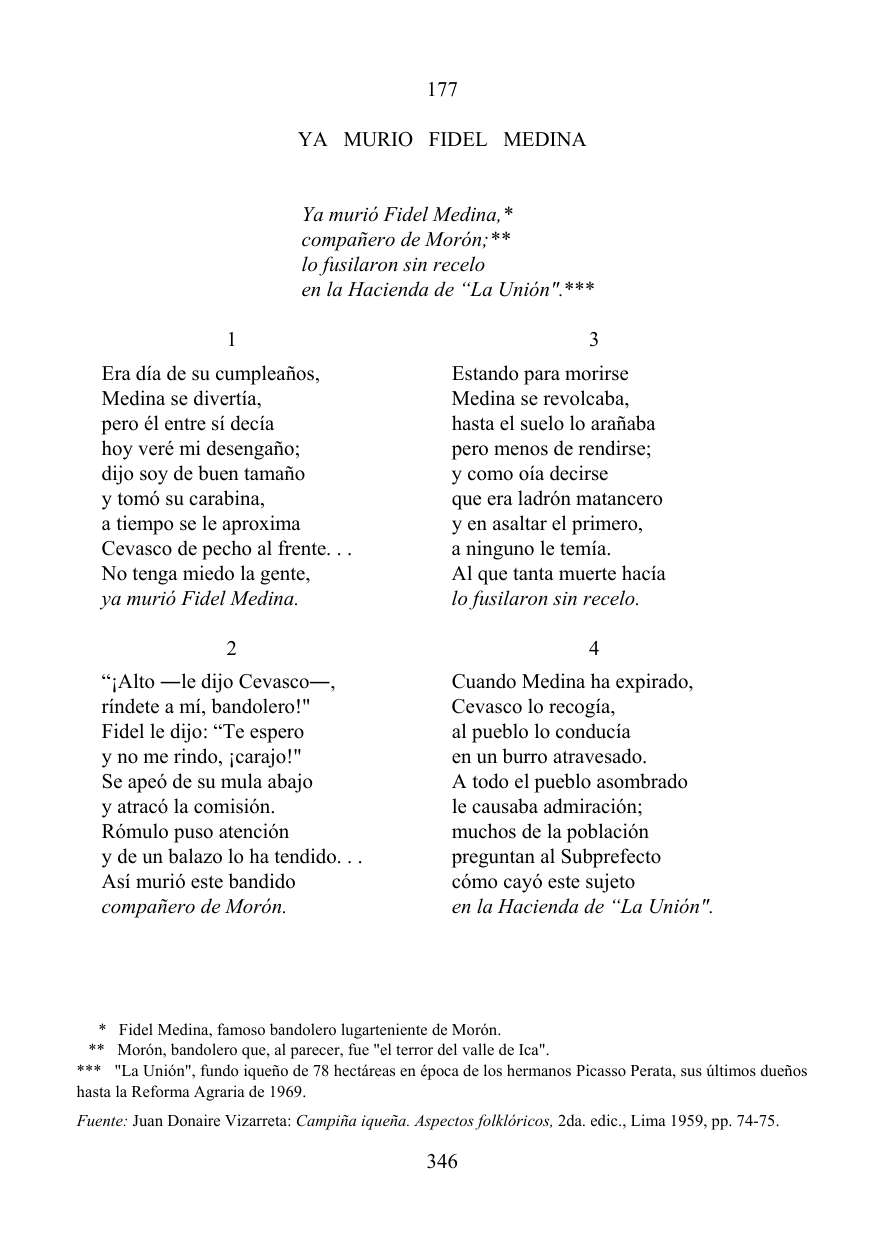 177
YA MURIO FIDEL MEDINA
Ya murió Fidel Medina,*
compañero de Morón;**
lo fusilaron sin recelo
en la Hacienda de “La Unión".***
1
Era día de su cumpleaños,
Medina se divertía,
pero él entre sí decía
hoy veré mi desengaño;
dijo soy de buen tamaño
y tomó su carabina,
a tiempo se le aproxima
Cevasco de pecho al frente. . .
No tenga miedo la gente,
ya murió Fidel Medina.
2
“¡Alto —le dijo Cevasco—,
ríndete a mí, bandolero!"
Fidel le dijo: “Te espero
y no me rindo, ¡carajo!"
Se apeó de su mula abajo
y atracó la comisión.
Rómulo puso atención
y de un balazo lo ha tendido. . .
Así murió este bandido
compañero de Morón.
3
Estando para morirse
Medina se revolcaba,
hasta el suelo lo arañaba
pero menos de rendirse;
y como oía decirse
que era ladrón matancero
y en asaltar el primero,
a ninguno le temía.
Al que tanta muerte hacía
lo fusilaron sin recelo.
4
Cuando Medina ha expirado,
Cevasco lo recogía,
al pueblo lo conducía
en un burro atravesado.
A todo el pueblo asombrado
le causaba admiración;
muchos de la población
preguntan al Subprefecto
cómo cayó este sujeto
en la Hacienda de “La Unión".
* Fidel Medina, famoso bandolero lugarteniente de Morón.
** Morón, bandolero que, al parecer, fue "el terror del valle de Ica".
*** "La Unión", fundo iqueño de 78 hectáreas en época de los hermanos Picasso Perata, sus últimos dueños
hasta la Reforma Agraria de 1969.
Fuente: Juan Donaire Vizarreta: Campiña iqueña. Aspectos folklóricos, 2da. edic., Lima 1959, pp. 74-75.
346